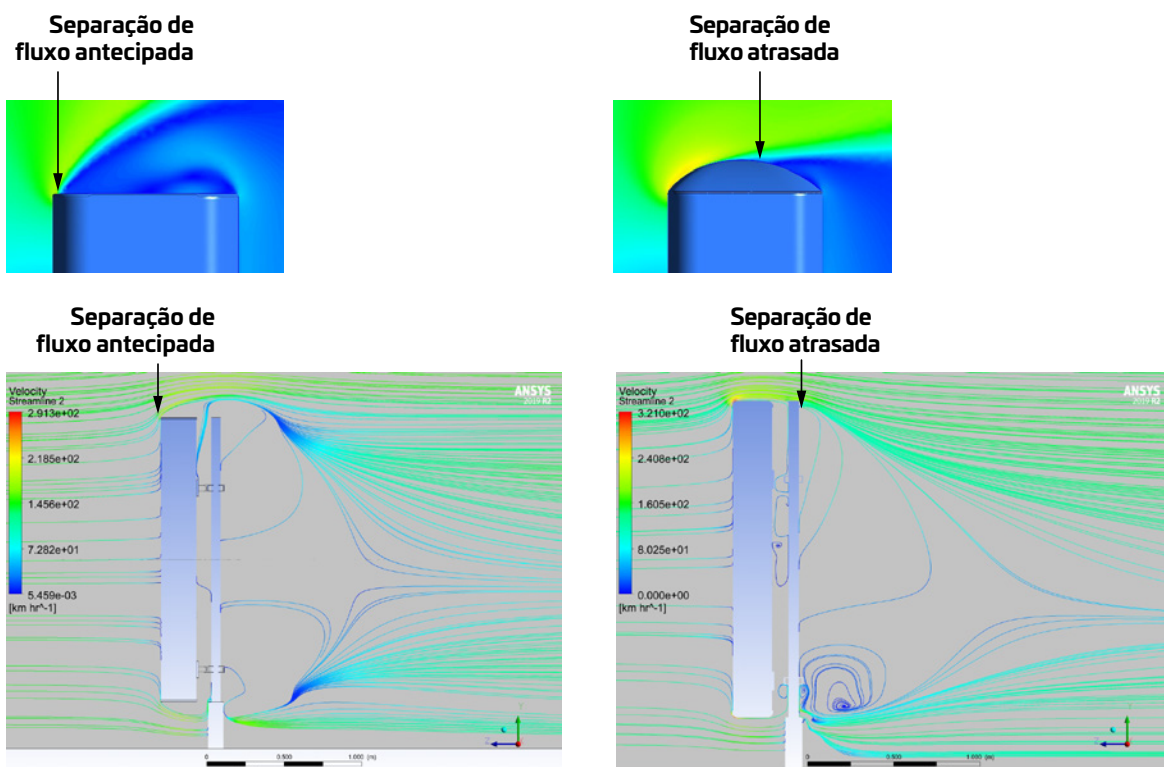 Separação de
fluxo antecipada
Separação de
fluxo atrasada
Separação de
fluxo antecipada
Separação de
fluxo atrasada
Velocity
Streamline 2
2.913e+02
2.185e+02
1.456e+02
7.282e+01
5.459e-03
[km hr^-1]
ANSYS
2019 R2
Y
Z
0
0.500
1.000 (m)
Velocity
Streamline 2
3.210e+02
2.408e+02
1.605e+02
8.025e+01
0.000e+00
[km hr^-1]
ANSYS
2019 R2
Y
Z
0
0.500
1.000 (m)